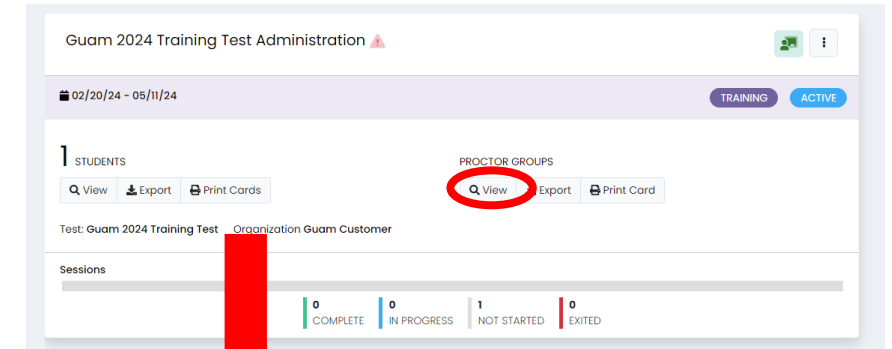 Guam 2024 Training Test Administration
02/20/24 - 05/11/24 TRAINING ACTIVE
1 STUDENTS PROCTOR GROUPS
View Export Print Cards View Export Print Card
Test: Guam 2024 Training Test Organization Guam Customer
Sessions
0 0 1 0
COMPLETE IN PROGRESS NOT STARTED EXITED